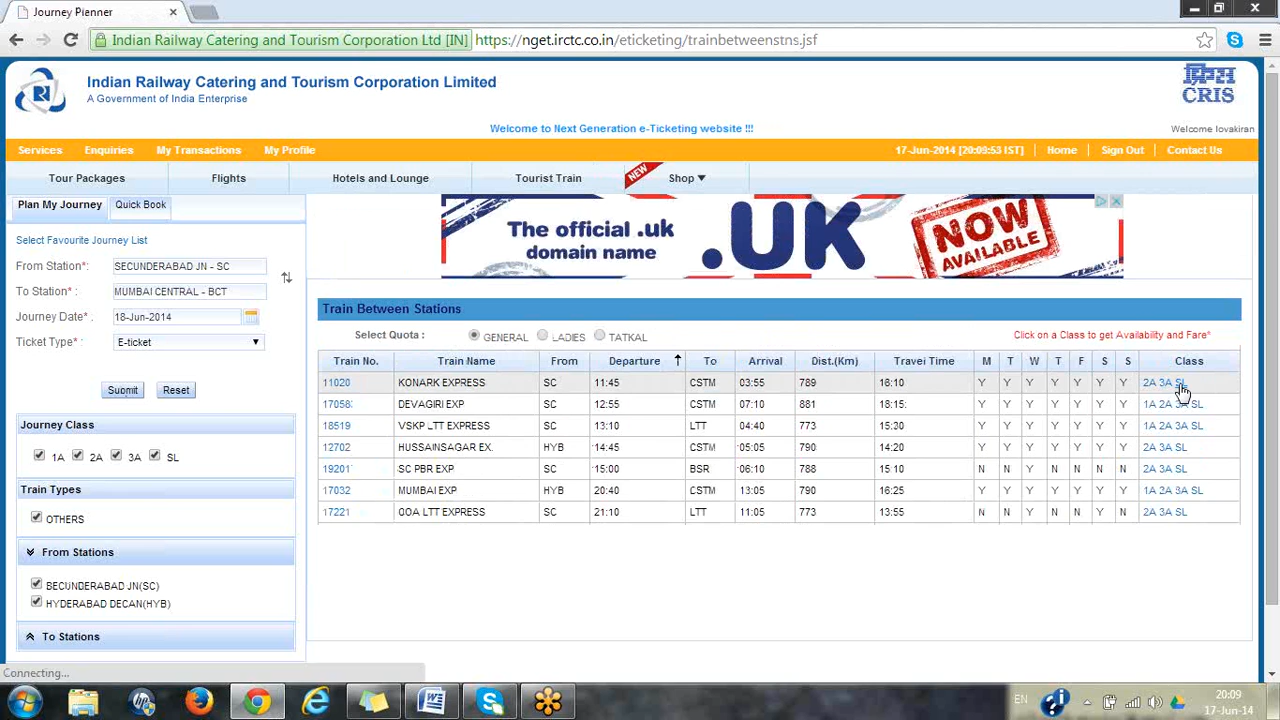 Journey Planner
Indian Railway Catering and Tourism Corporation Ltd [IN] https://nget.irctc.co.in/eticketing/trainbetweenstns.jsf
Indian Railway Catering and Tourism Corporation Limited
A Government of India Enterprise
CRIS
Welcome to Next Generation e-Ticketing website !!!
Welcome lovakiran
Services Enquiries My Transactions My Profile 17-Jun-2014 [20:09:53 IST] Home Sign Out Contact Us
Tour Packages Flights Hotels and Lounge Tourist Train NEW Shop
Plan My Journey Quick Book
Select Favourite Journey List
From Station* : SECUNDERABAD JN - SC
To Station* : MUMBAI CENTRAL - BCT
Journey Date* : 18-Jun-2014
Ticket Type* : E-ticket
Submit Reset
Journey Class
1A 2A 3A SL
Train Types
OTHERS
From Stations
SECUNDERABAD JN(SC)
HYDERABAD DECAN(HYB)
To Stations
The official .uk domain name .UK NOW AVAILABLE
Train Between Stations
Select Quota : GENERAL LADIES TATKAL Click on a Class to get Availability and Fare*
Train No. Train Name From Departure To Arrival Dist.(Km) Travel Time M T W T F S S Class
11020 KONARK EXPRESS SC 11:45 CSTM 03:55 789 18:10 Y Y Y Y Y Y Y 2A 3A SL
17058 DEVAGIRI EXP SC 12:55 CSTM 07:10 881 18:15 Y Y Y Y Y Y Y 1A 2A 3A SL
18519 VSKP LTT EXPRESS SC 13:10 LTT 04:40 773 15:30 Y Y Y Y Y Y Y 1A 2A 3A SL
12702 HUSSAINSAGAR EX. HYB 14:45 CSTM 05:05 790 14:20 Y Y Y Y Y Y Y 2A 3A SL
19201 SC PBR EXP SC 15:00 BSR 06:10 788 15:10 N N Y N N N N 2A 3A SL
17032 MUMBAI EXP HYB 20:40 CSTM 13:05 790 16:25 Y Y Y Y Y Y Y 1A 2A 3A SL
17221 COA LTT EXPRESS SC 21:10 LTT 11:05 773 13:55 N N Y N N Y N 2A 3A SL
Connecting...
EN 20:09
17-Jun-14